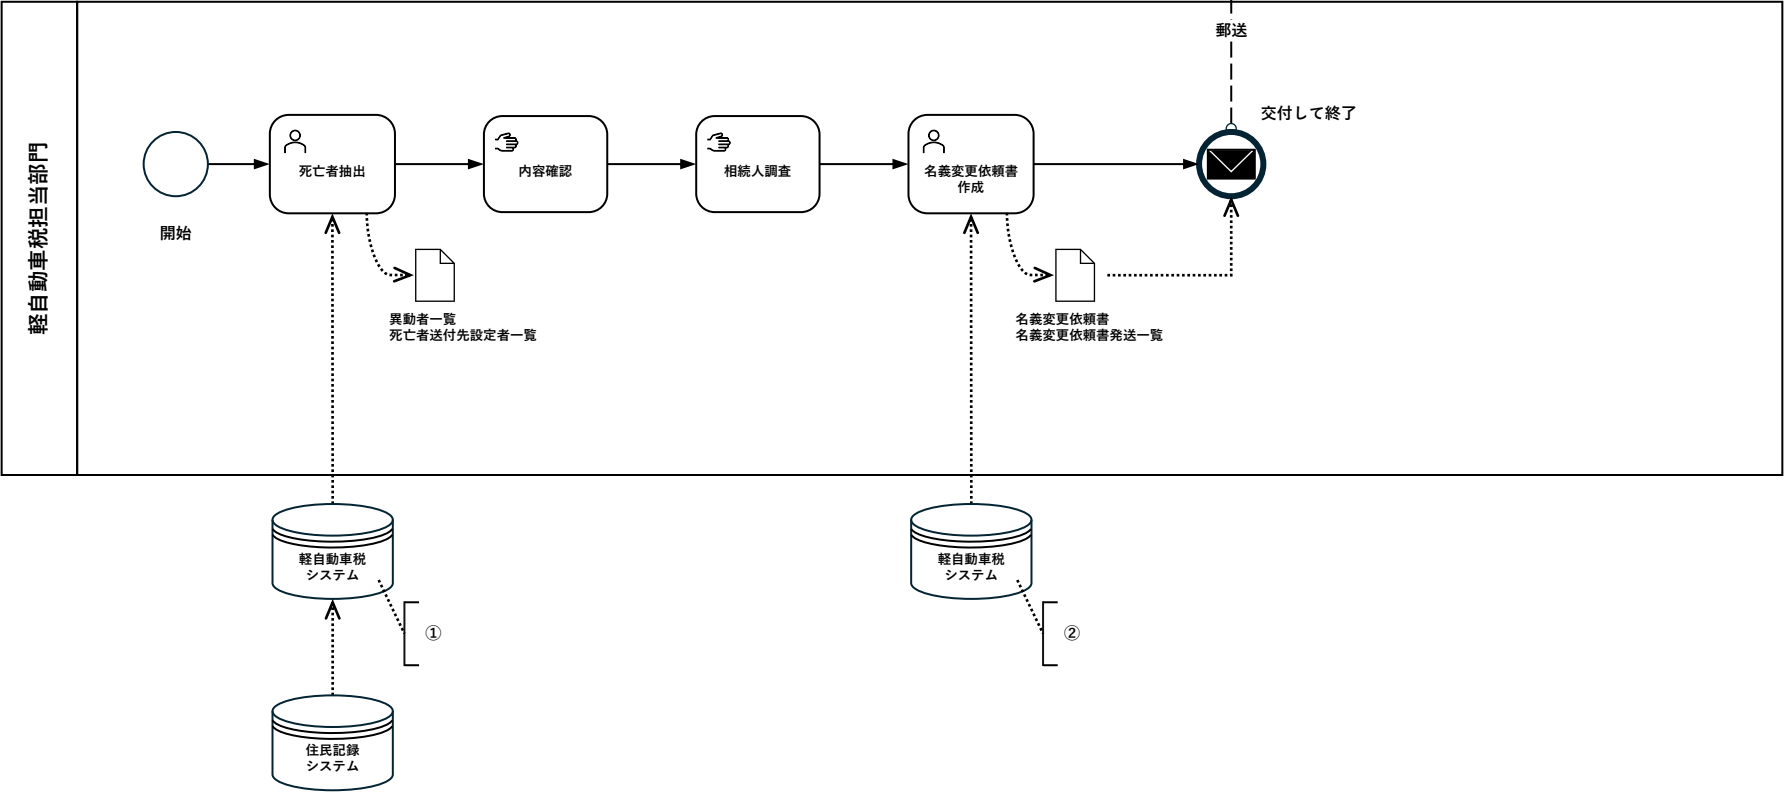 軽自動車税担当部門
郵送
交付して終了
開始
死亡者抽出
内容確認
相続人調査
名義変更依頼書
作成
異動者一覧
死亡者送付先設定者一覧
名義変更依頼書
名義変更依頼書発送一覧
軽自動車税
システム
①
軽自動車税
システム
②
住民記録
システム